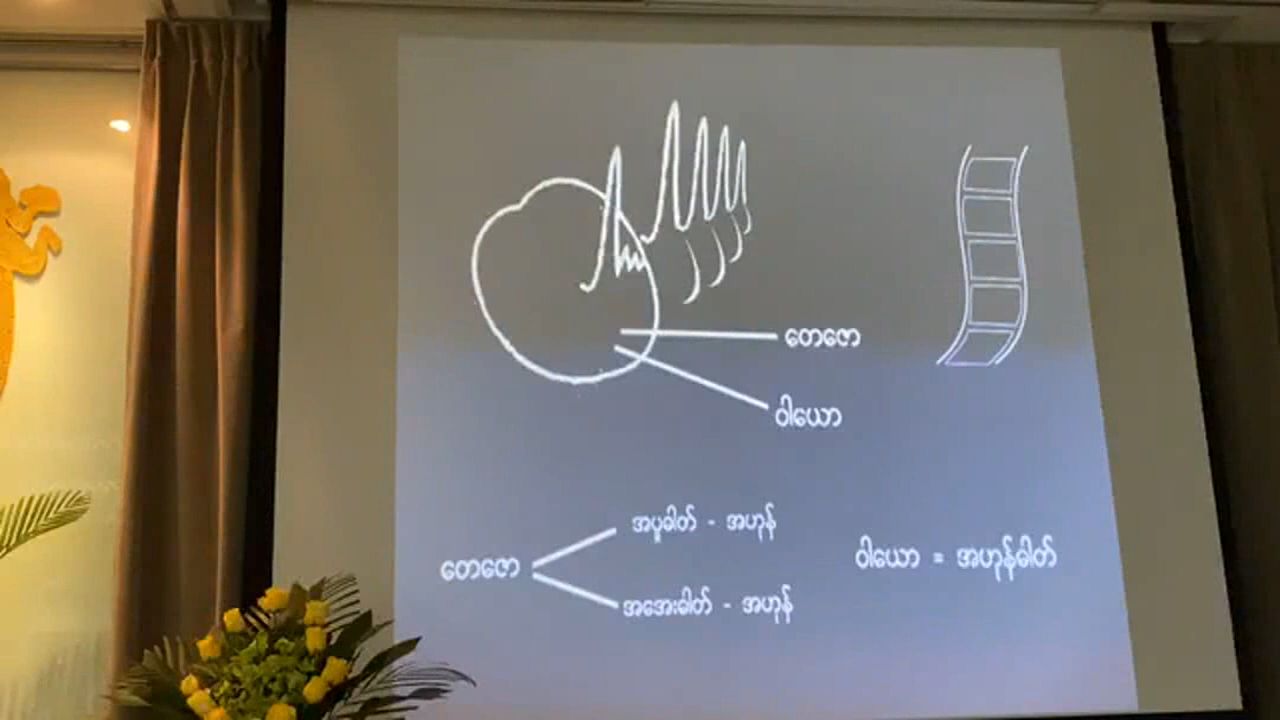 တေဇော
ဝါယော
အပူဓါတ် - အဟုန်
တေဇော
အအေးဓါတ် - အဟုန်
ဝါယော = အဟုန်ဓါတ်